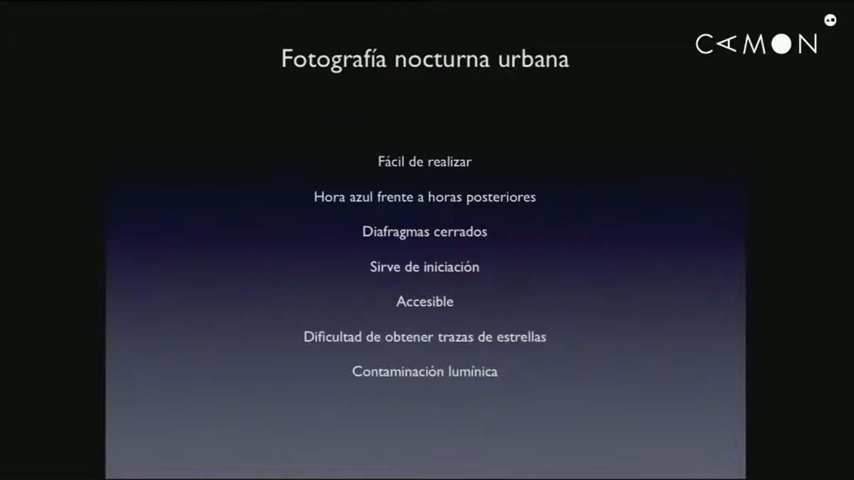 CAMON
Fotografía nocturna urbana
Fácil de realizar
Hora azul frente a horas posteriores
Diafragmas cerrados
Sirve de iniciación
Accesible
Dificultad de obtener trazas de estrellas
Contaminación lumínica